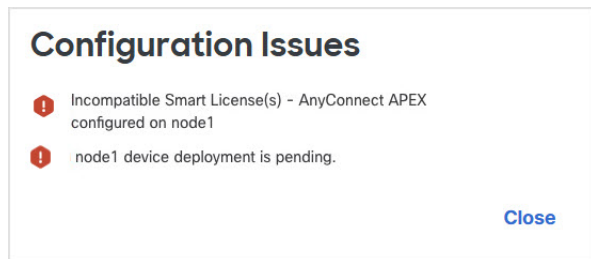 Configuration Issues
Incompatible Smart License(s) - AnyConnect APEX
configured on node1
node1 device deployment is pending.
Close